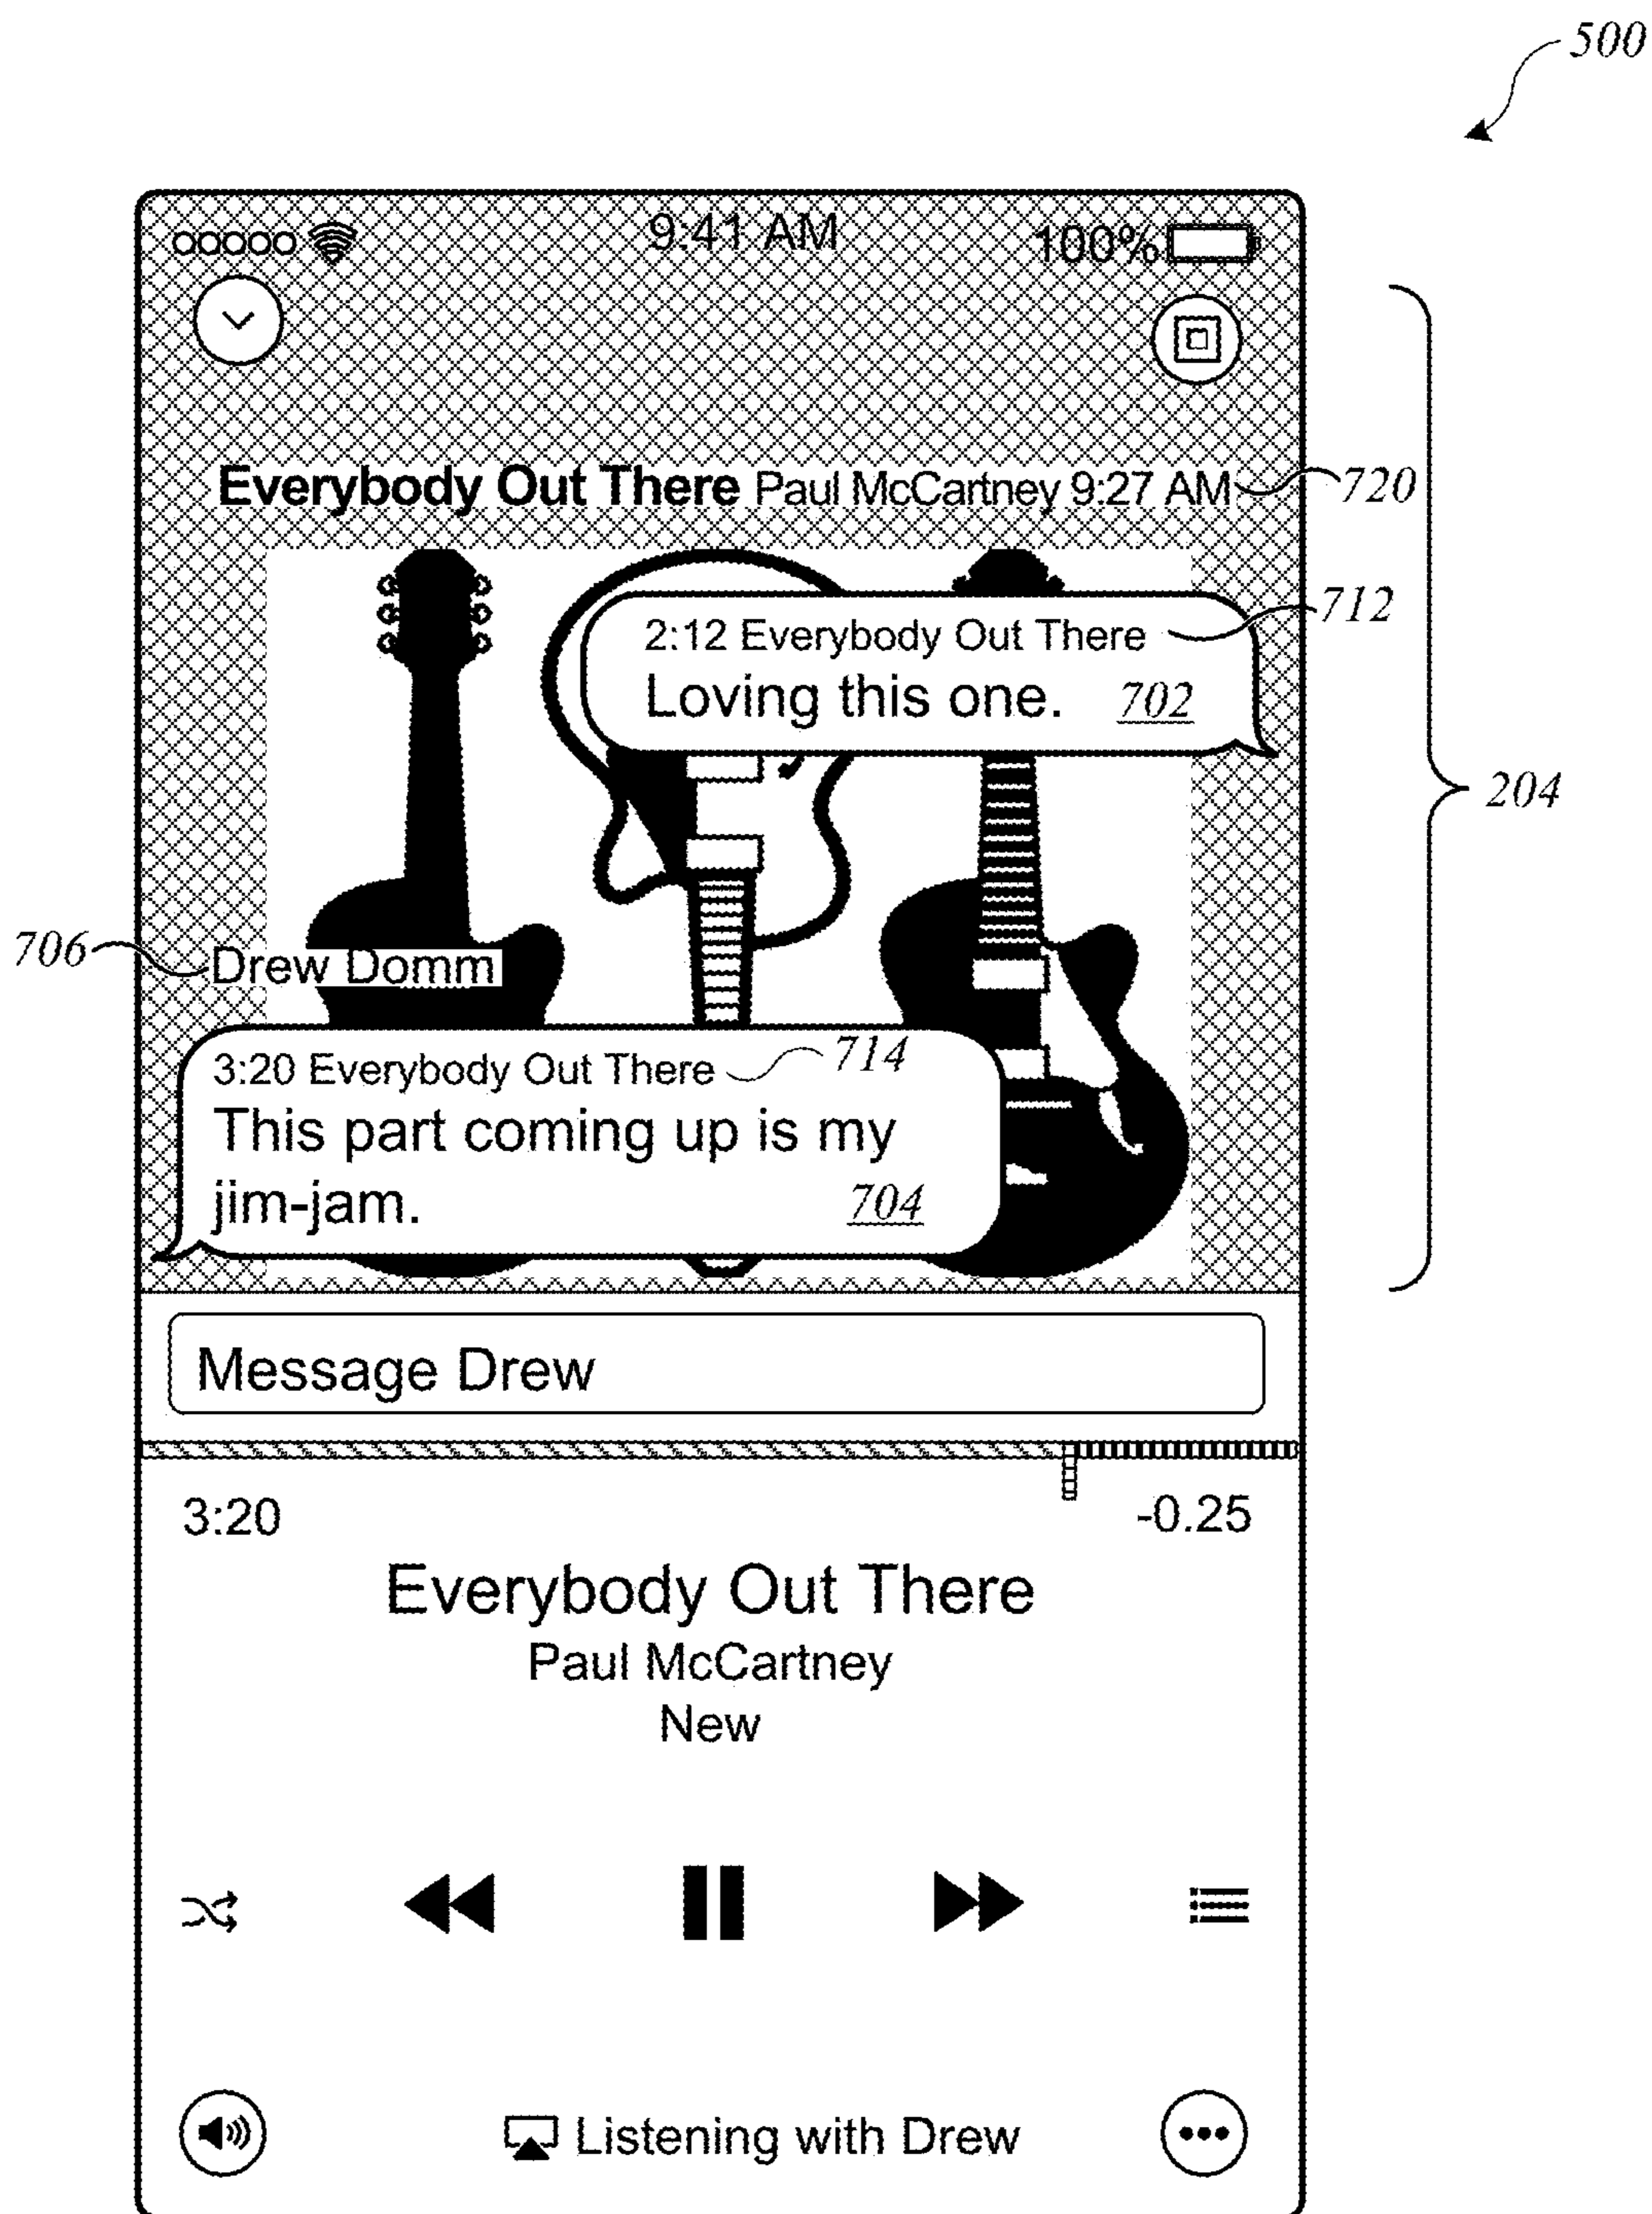 500
9:41 AM 100%
Everybody Out There Paul McCartney 9:27 AM 720
2:12 Everybody Out There 712
Loving this one. 702
204
706 Drew Domm
3:20 Everybody Out There 714
This part coming up is my
jim-jam. 704
Message Drew
3:20 -0.25
Everybody Out There
Paul McCartney
New
Listening with Drew